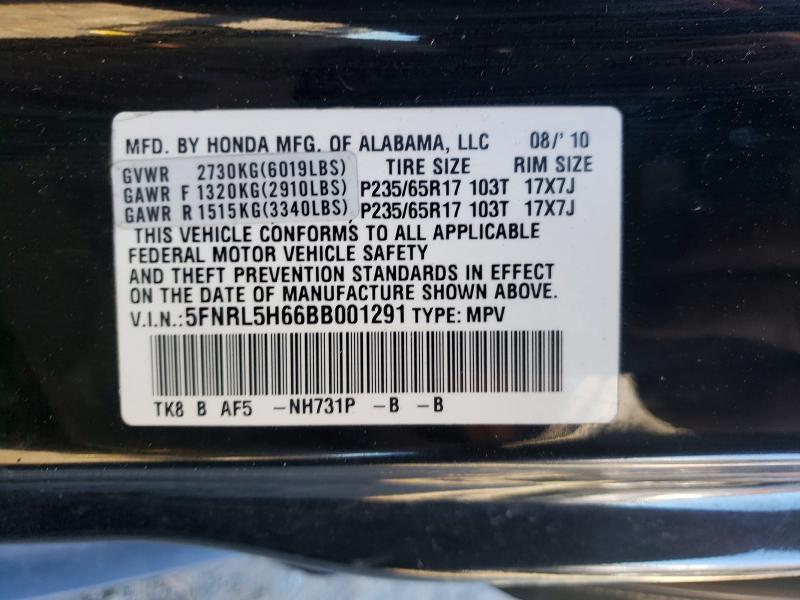 MFD. BY HONDA MFG. OF ALABAMA, LLC 08/'10
GVWR 2730KG(6019LBS) TIRE SIZE RIM SIZE
GAWR F 1320KG(2910LBS) P235/65R17 103T 17X7J
GAWR R 1515KG(3340LBS) P235/65R17 103T 17X7J
THIS VEHICLE CONFORMS TO ALL APPLICABLE
FEDERAL MOTOR VEHICLE SAFETY
AND THEFT PREVENTION STANDARDS IN EFFECT
ON THE DATE OF MANUFACTURE SHOWN ABOVE.
V.I.N.: 5FNRL5H66BB001291 TYPE: MPV
TK8 B AF5 -NH731P -B -B